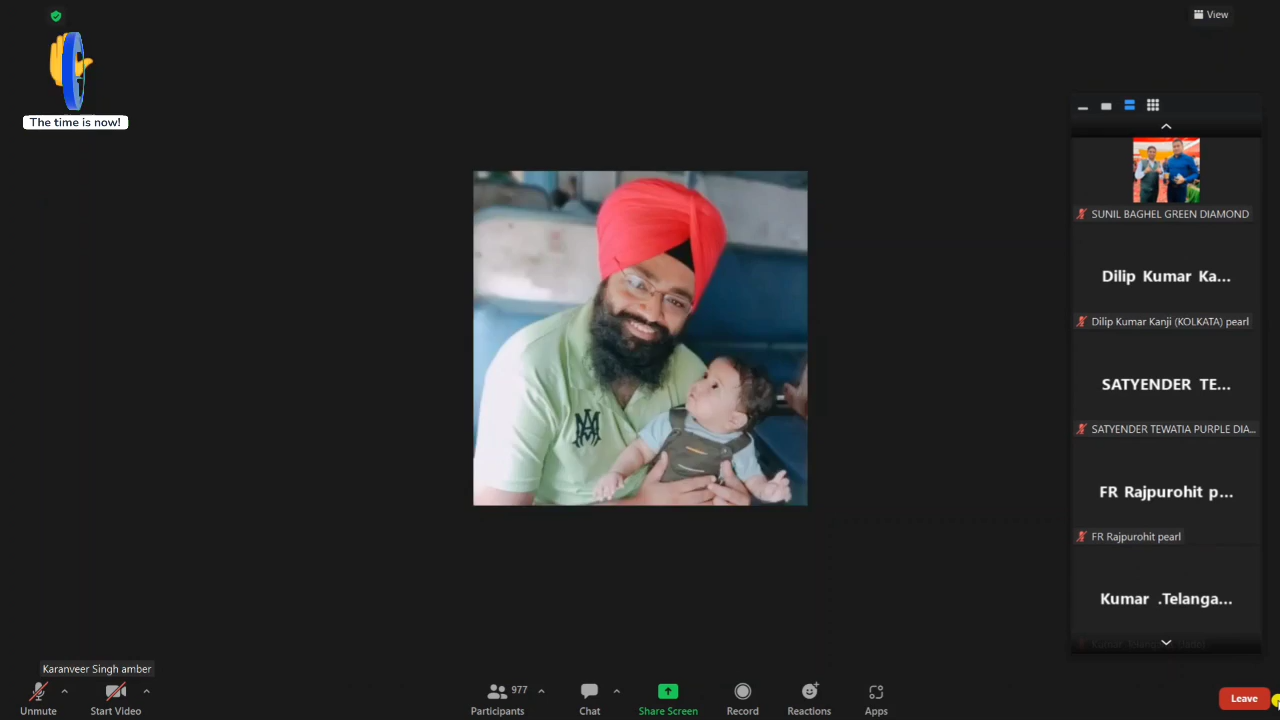 View
The time is now!
SUNIL BAGHEL GREEN DIAMOND
Dilip Kumar Ka...
Dilip Kumar Kanji (KOLKATA) pearl
SATYENDER TE...
SATYENDER TEWATIA PURPLE DIA...
FR Rajpurohit p...
FR Rajpurohit pearl
Kumar .Telanga...
Karanveer Singh amber
977
Unmute
Start Video
Participants
Chat
Share Screen
Record
Reactions
Apps
Leave